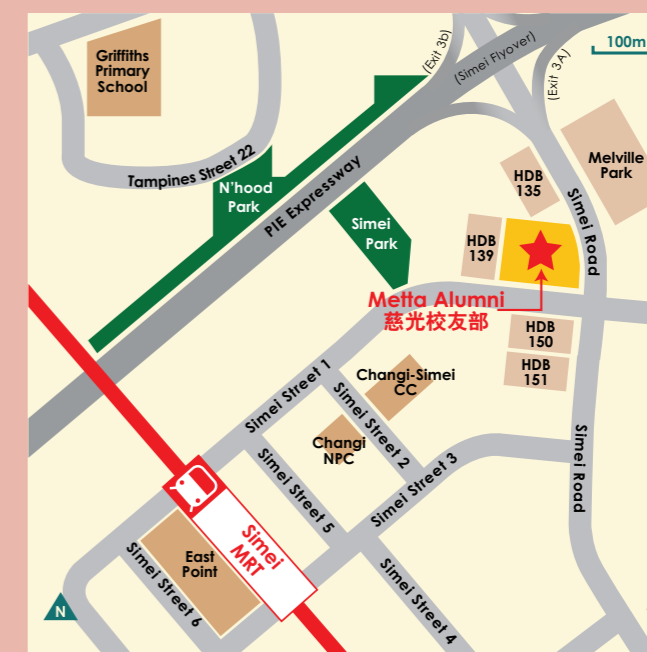 Griffiths
Primary
School
(Exit 3b)
(Simei Flyover)
(Exit 3A)
100m
Tampines Street 22
N'hood
Park
PIE Expressway
Simei
Park
HDB
135
Melville
Park
HDB
139
Simei Road
Metta Alumni
慈光校友部
HDB
150
HDB
151
Simei Street 1
Changi-Simei
CC
Simei Street 2
Changi
NPC
Simei Street 5
Simei Street 3
Simei Road
Simei
MRT
East
Point
Simei Street 6
Simei Street 4
N